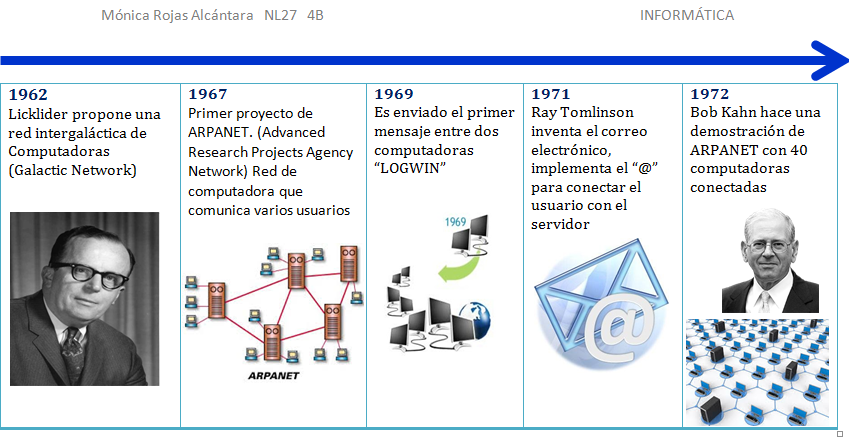 Mónica Rojas Alcántara NL27 4B
INFORMÁTICA
1962
Licklider propone una
red intergaláctica de
Computadoras
(Galactic Network)
1967
Primer proyecto de
ARPANET. (Advanced
Research Projects Agency
Network) Red de
computadora que
comunica varios usuarios
ARPANET
1969
Es enviado el primer
mensaje entre dos
computadoras
“LOGWIN”
1969
1971
Ray Tomlinson
inventa el correo
electrónico,
implementa el “@”
para conectar el
usuario con el
servidor
@
1972
Bob Kahn hace una
demostración de
ARPANET con 40
computadoras
conectadas